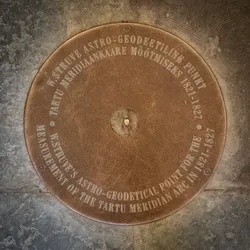 W.STRUVE ASTRO-GEODEETILINE PUNKT
TARTU MERIDIAANKAARE MÕÕTMISEKS 1821-1827
W.STRUVE'S ASTRO-GEODETICAL POINT FOR THE
MEASUREMENT OF THE TARTU MERIDIAN ARC IN 1821-1827